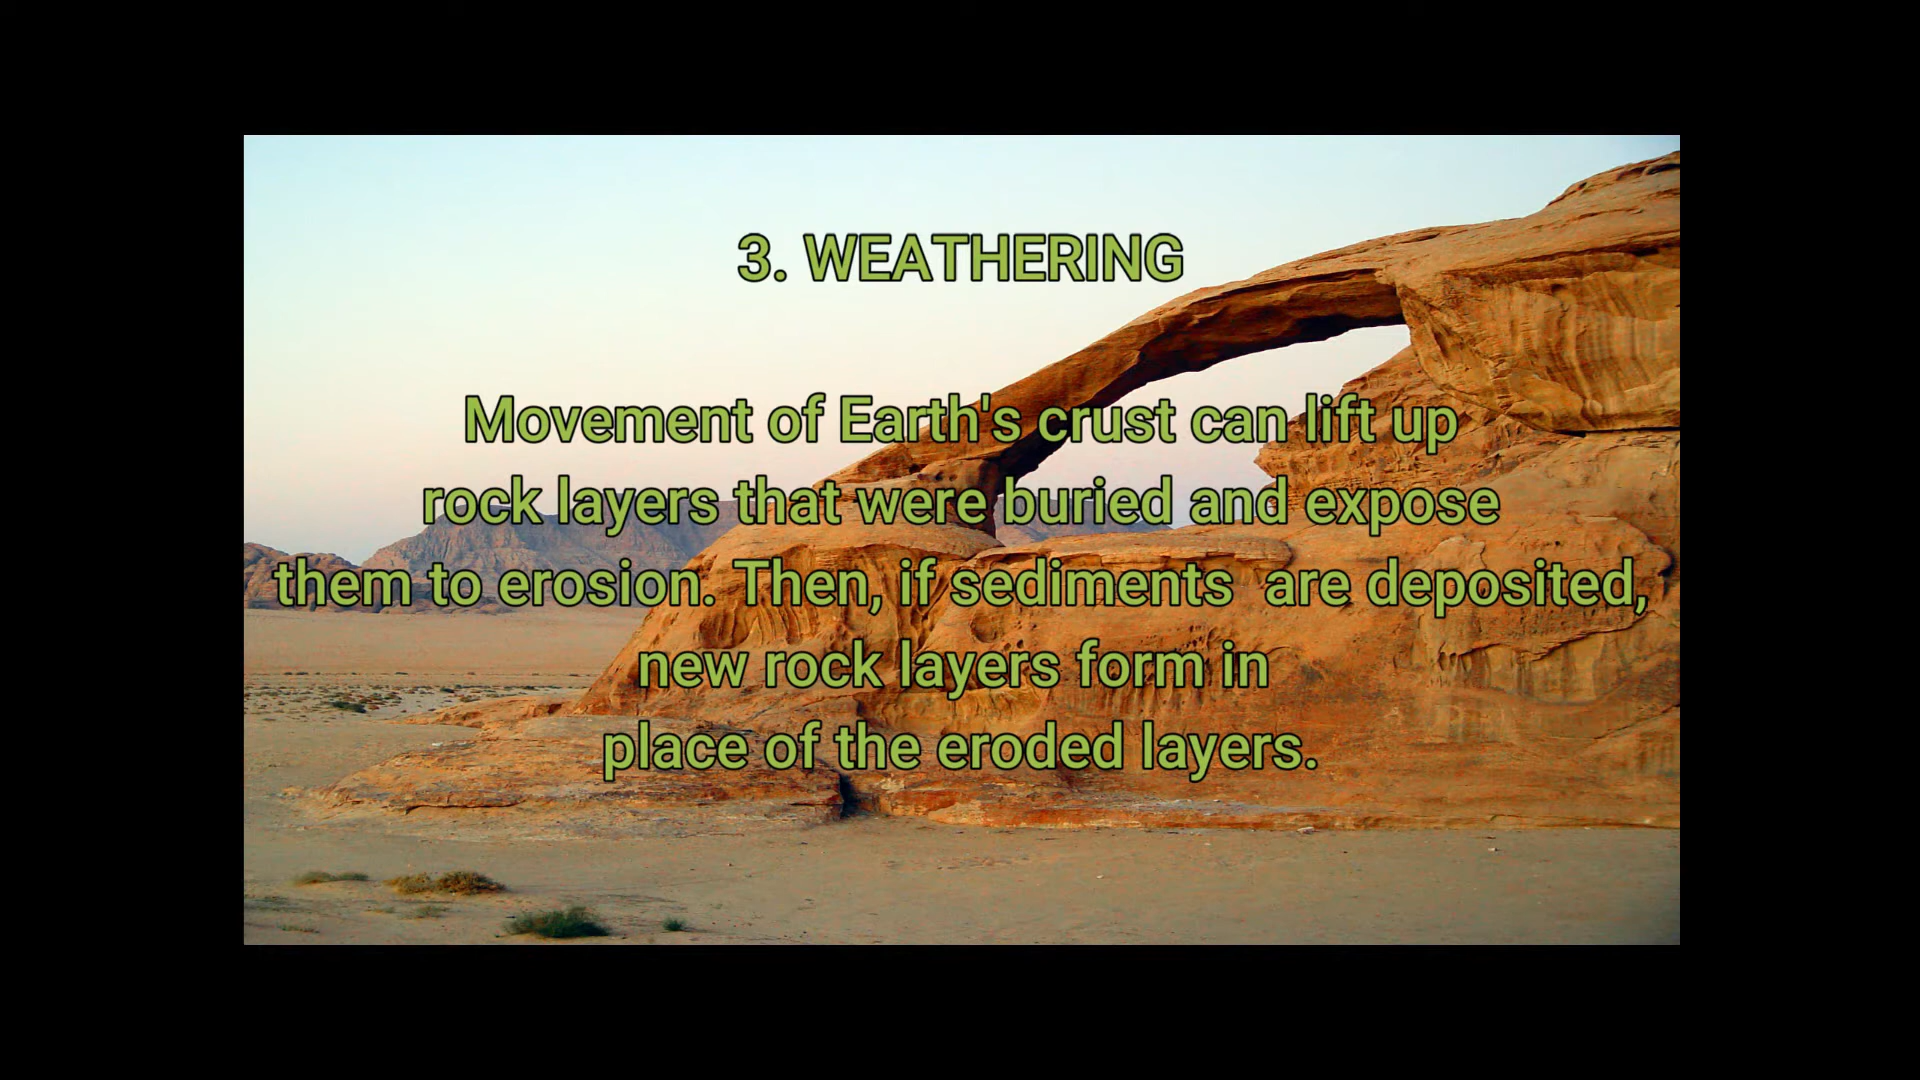 3. WEATHERING
Movement of Earth's crust can lift up
rock layers that were buried and expose
them to erosion. Then, if sediments  are deposited,
new rock layers form in
place of the eroded layers.